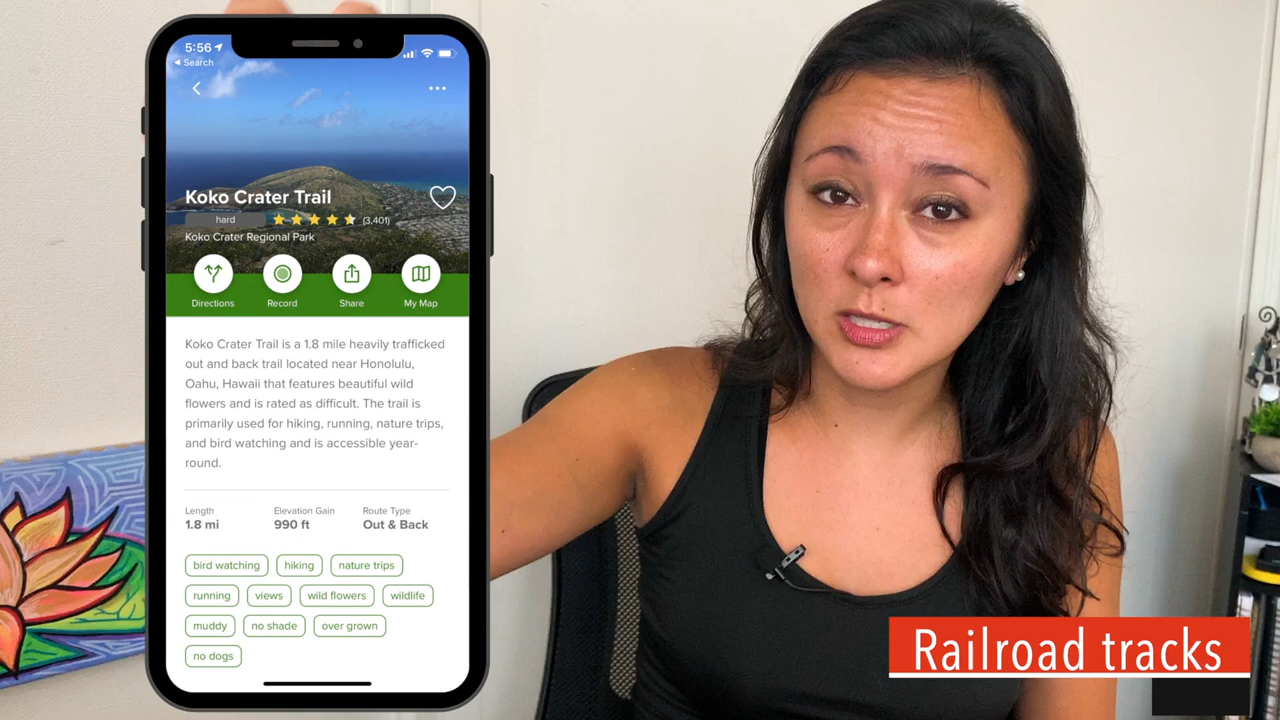 5:56
Search
Koko Crater Trail
hard
(3,401)
Koko Crater Regional Park
Directions
Record
Share
My Map
Koko Crater Trail is a 1.8 mile heavily trafficked
out and back trail located near Honolulu,
Oahu, Hawaii that features beautiful wild
flowers and is rated as difficult. The trail is
primarily used for hiking, running, nature trips,
and bird watching and is accessible year-
round.
Length
Elevation Gain
Route Type
1.8 mi
990 ft
Out & Back
bird watching
hiking
nature trips
running
views
wild flowers
wildlife
muddy
no shade
over grown
no dogs
Railroad tracks